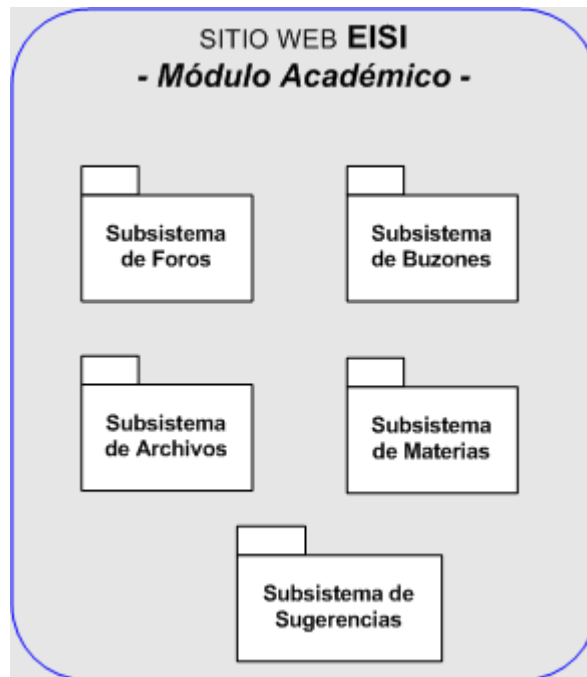 SITIO WEB EISI
- Módulo Académico -
Subsistema
de Foros
Subsistema
de Buzones
Subsistema
de Archivos
Subsistema
de Materias
Subsistema de
Sugerencias